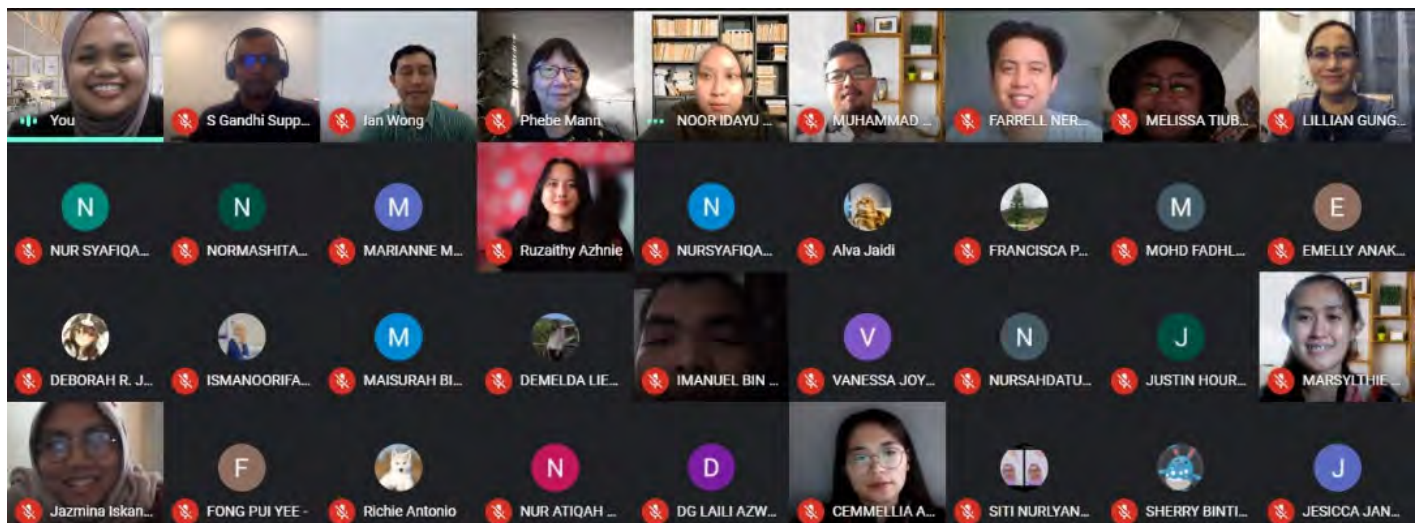 You
S Gandhi Supp...
Ian Wong
Phebe Mann
NOOR IDAYU ...
MUHAMMAD ...
FARRELL NER...
MELISSA TIUB...
LILLIAN GUNG...
N
N
M
N
M
E
NUR SYAFIQA...
NORMASHITA...
MARIANNE M...
Ruzaithy Azhnie
NURSYAFIQA...
Alva Jaidi
FRANCISCA P...
MOHD FADHL...
EMELLY ANAK...
M
V
N
J
DEBORAH R. J...
ISMANOORIFA...
MAISURAH BI...
DEMELDA LIE...
IMANUEL BIN ...
VANESSA JOY...
NURSAHDATU...
JUSTIN HOUR...
MARSYLTHIE ...
F
N
D
J
Jazmina Iskan...
FONG PUI YEE -
Richie Antonio
NUR ATIQAH ...
DG LAILI AZW...
CEMMELLIA A...
SITI NURLYAN...
SHERRY BINTI...
JESICCA JAN...